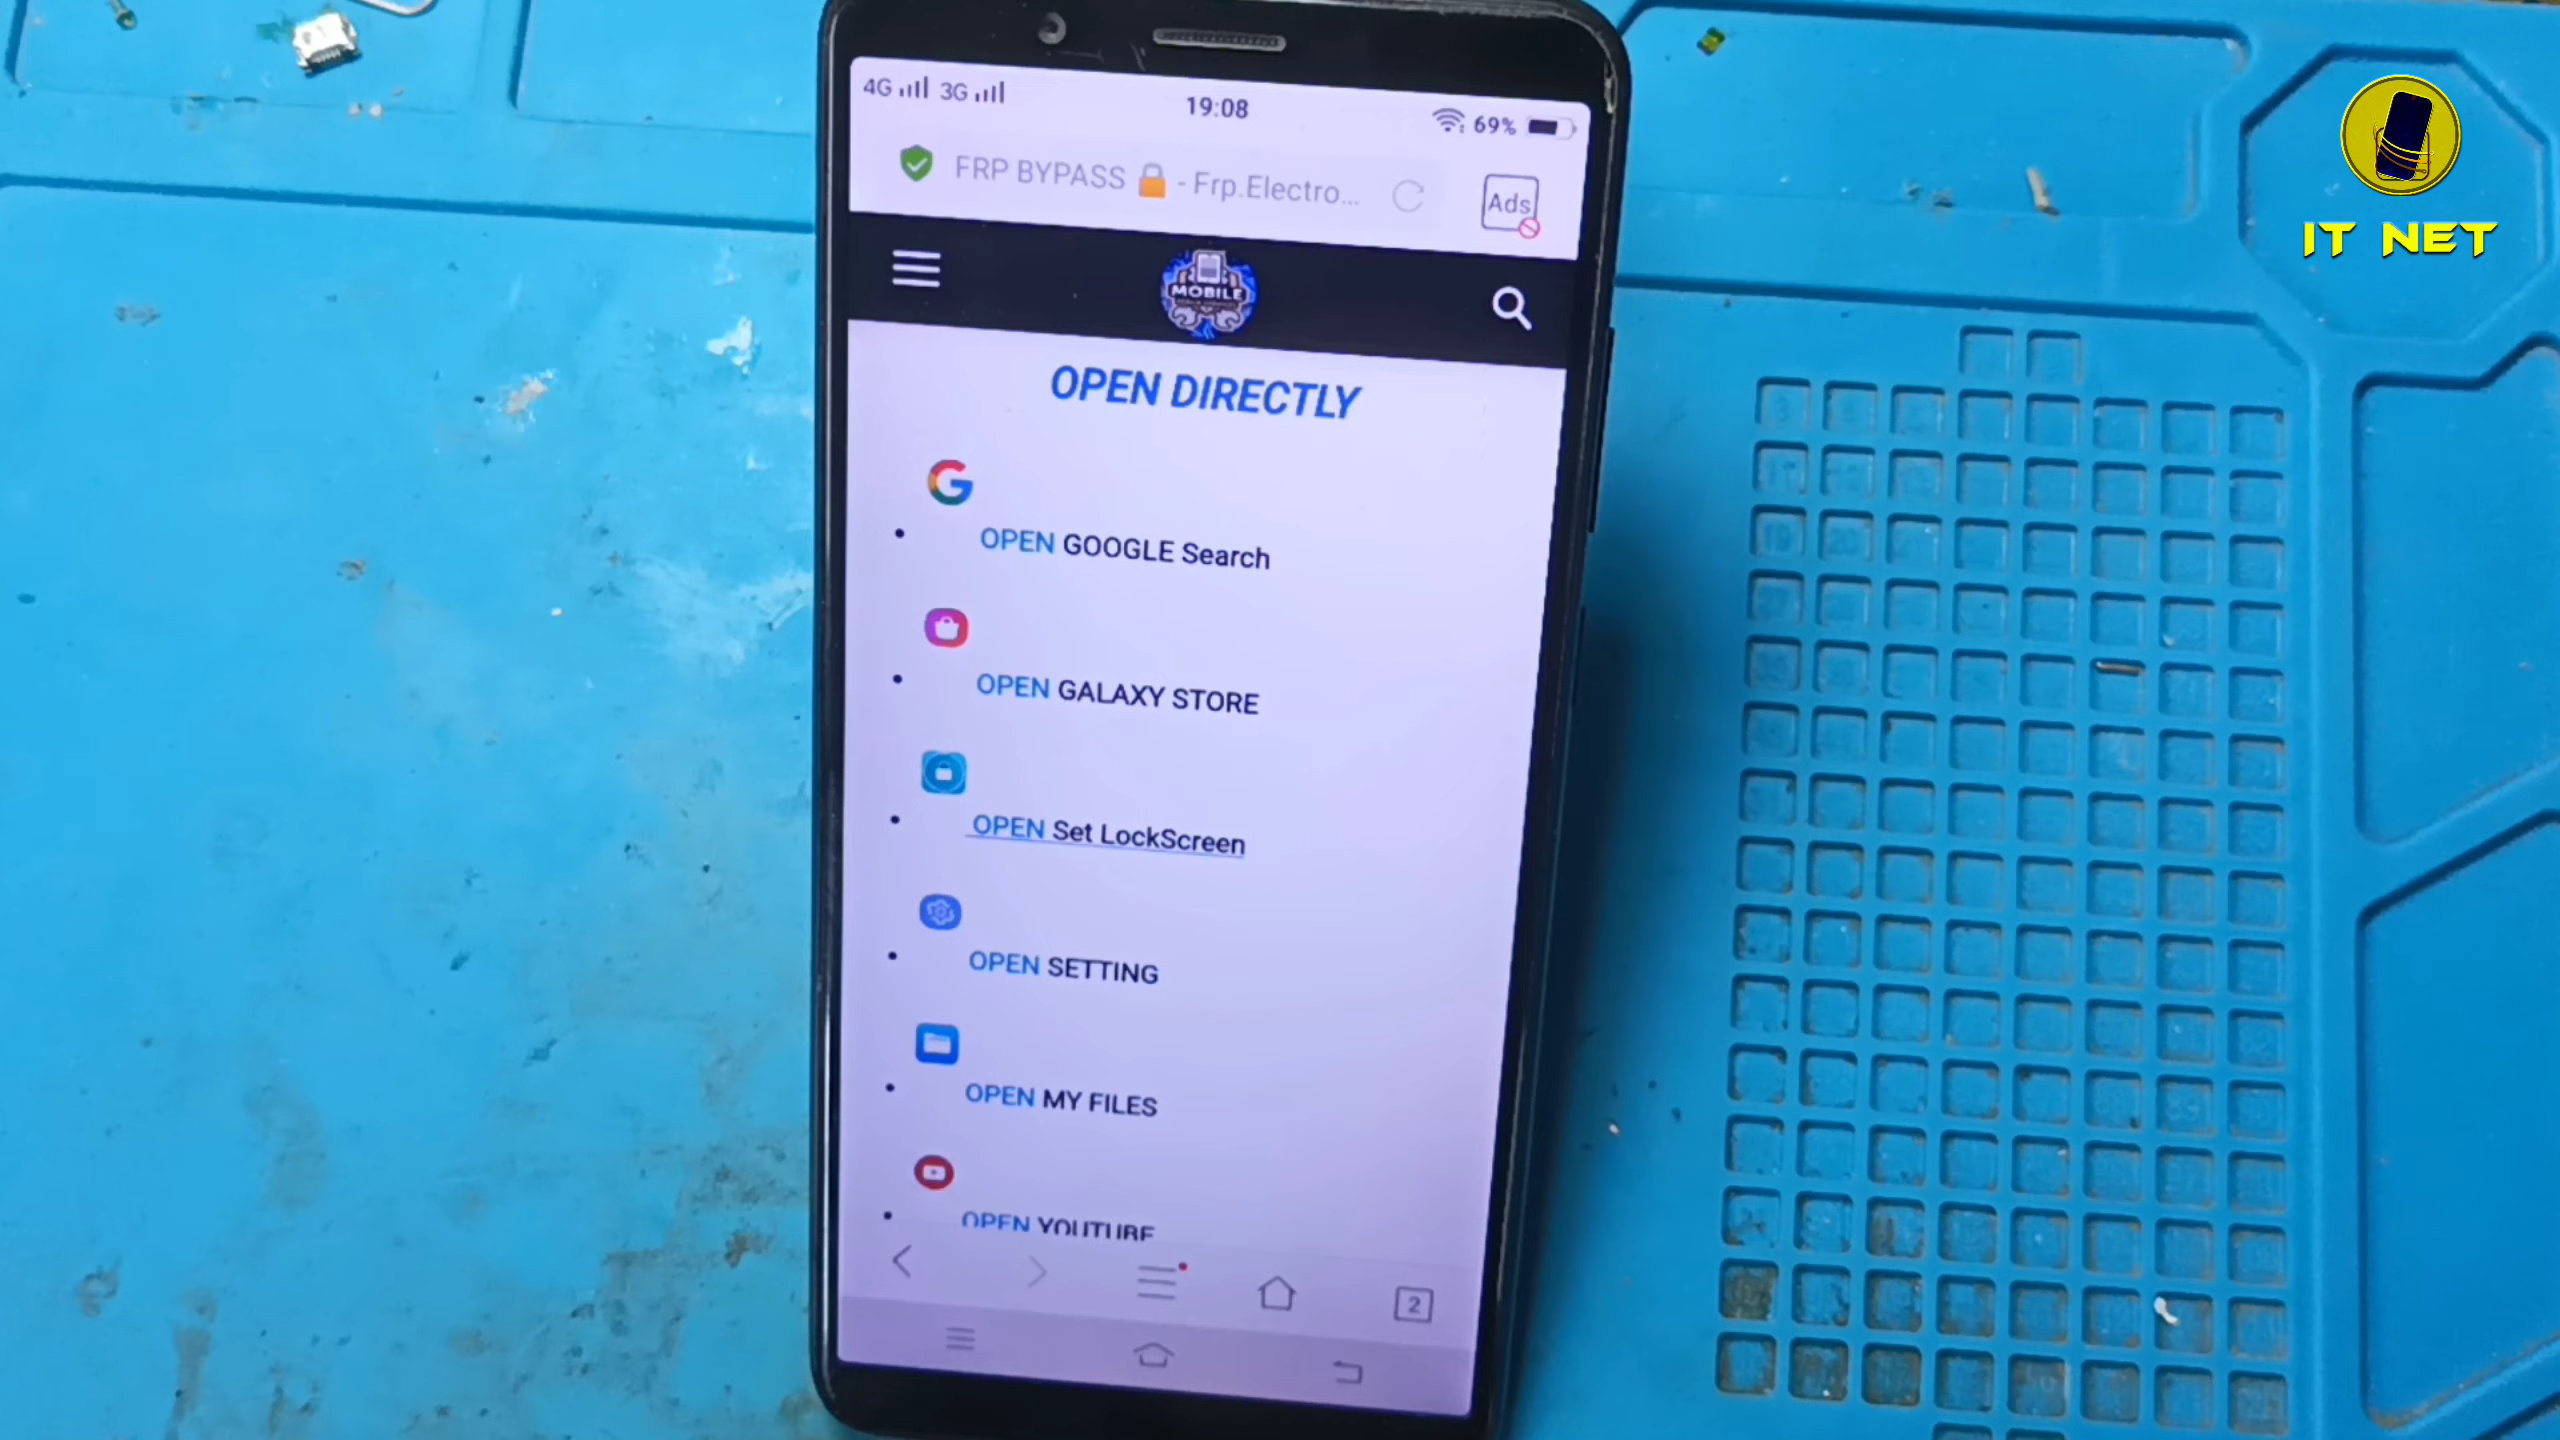 4G 3G 19:08 69%
FRP BYPASS 🔒 - Frp.Electro...
Ads
MOBILE
OPEN DIRECTLY
OPEN GOOGLE Search
OPEN GALAXY STORE
OPEN Set LockScreen
OPEN SETTING
OPEN MY FILES
OPEN YOUTUBE
2
IT NET